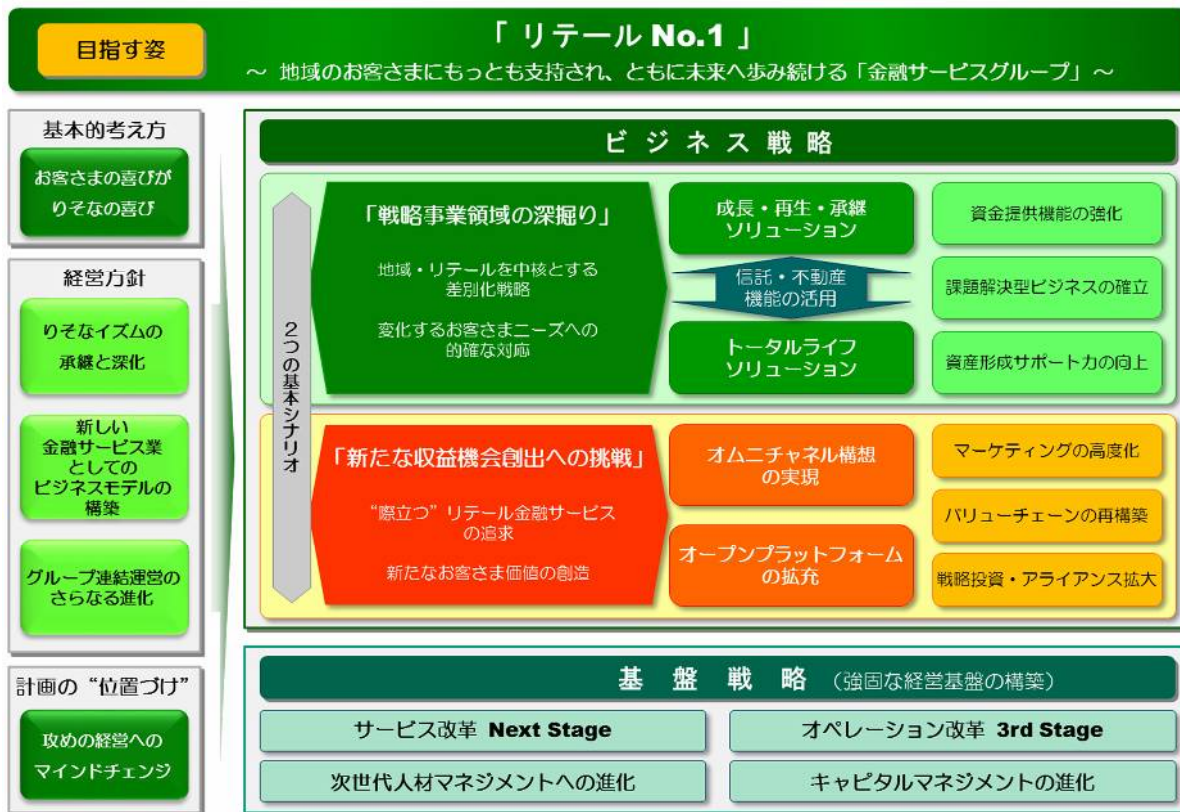 目指す姿
「 リテール No.1 」
～ 地域のお客さまにもっとも支持され、ともに未来へ歩み続ける「金融サービスグループ」 ～
基本的考え方
お客さまの喜びが
りそなの喜び
経営方針
りそなイズムの
承継と深化
新しい
金融サービス業
としての
ビジネスモデルの
構築
グループ連結運営の
さらなる進化
計画の“位置づけ”
攻めの経営への
マインドチェンジ
ビジネス戦略
2つの基本シナリオ
「戦略事業領域の深掘り」
地域・リテールを中核とする
差別化戦略
変化するお客さまニーズへの
的確な対応
成長・再生・承継
ソリューション
信託・不動産
機能の活用
トータルライフ
ソリューション
資金提供機能の強化
課題解決型ビジネスの確立
資産形成サポート力の向上
「新たな収益機会創出への挑戦」
“際立つ” リテール金融サービス
の追求
新たなお客さま価値の創造
オムニチャネル構想
の実現
オープンプラットフォーム
の拡充
マーケティングの高度化
バリューチェーンの再構築
戦略投資・アライアンス拡大
基盤戦略 （強固な経営基盤の構築）
サービス改革 Next Stage
オペレーション改革 3rd Stage
次世代人材マネジメントへの進化
キャピタルマネジメントの進化